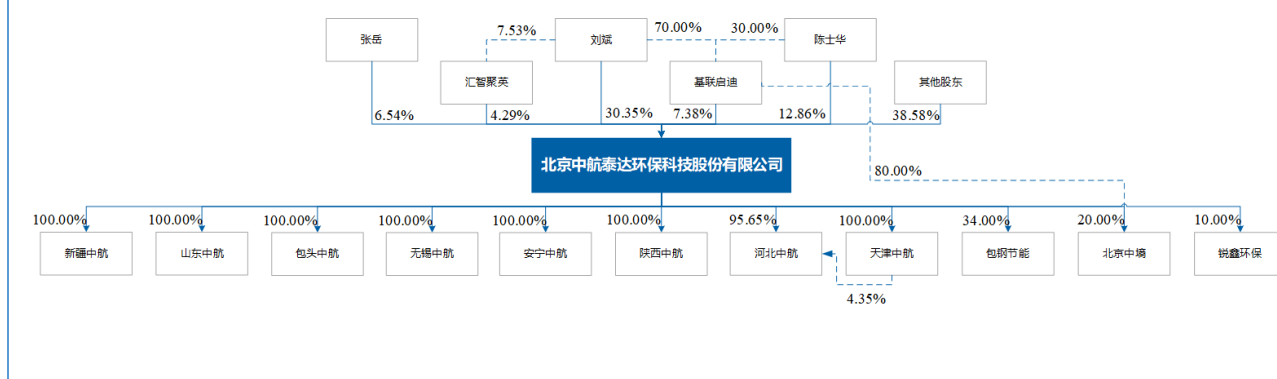 7.53%
70.00%
30.00%
张岳
刘斌
陈士华
汇智聚英
基联启迪
其他股东
6.54%
4.29%
30.35%
7.38%
12.86%
38.58%
北京中航泰达环保科技股份有限公司
80.00%
100.00%
100.00%
100.00%
100.00%
100.00%
100.00%
95.65%
100.00%
34.00%
20.00%
10.00%
新疆中航
山东中航
包头中航
无锡中航
安宁中航
陕西中航
河北中航
天津中航
包钢节能
北京中墒
锐鑫环保
4.35%